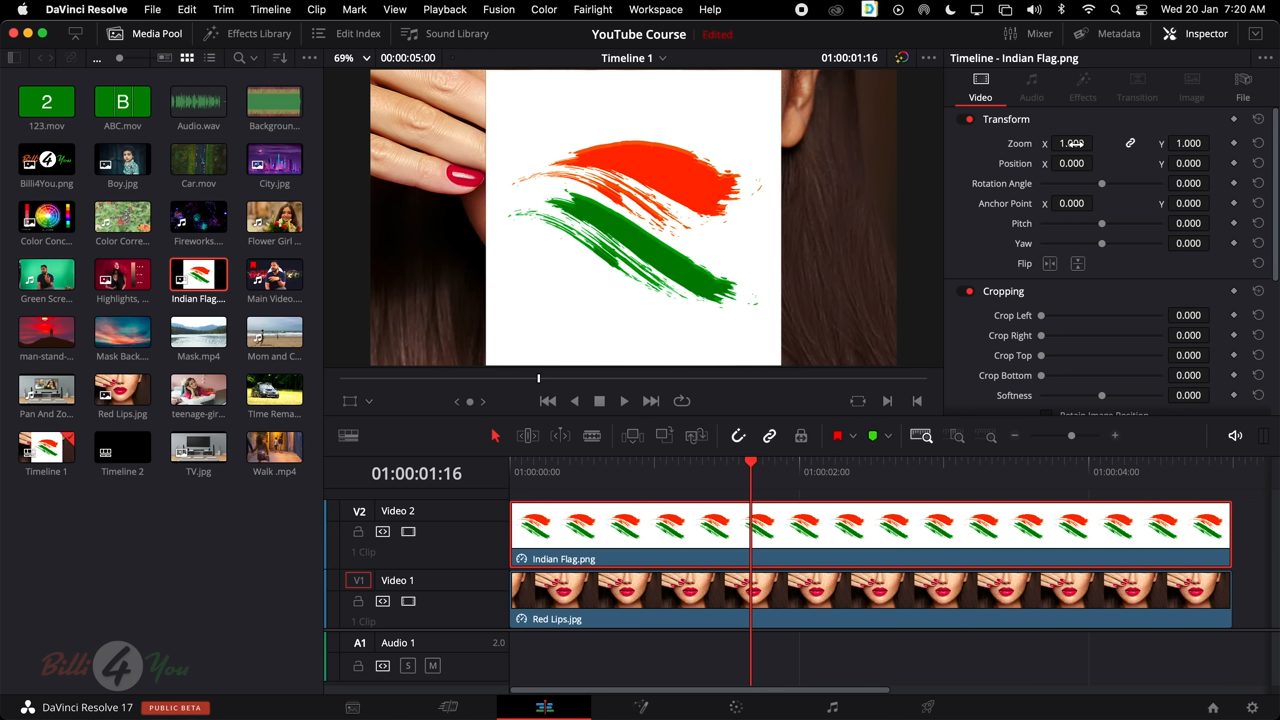 DaVinci Resolve File Edit Trim Timeline Clip Mark View Playback Fusion Color Fairlight Workspace Help Wed 20 Jan 7:20 AM
Media Pool Effects Library Edit Index Sound Library YouTube Course Edited Mixer Metadata Inspector
... 69% 00:00:05:00 Timeline 1 01:00:01:16 ... Timeline - Indian Flag.png ...
Video Audio Effects Transition Image File
2 B
123.mov ABC.mov Audio.wav Backgroun...
Billi4You
Billi4You.png Boy.jpg Car.mov City.jpg
Color Conc... Color Corre... Fireworks.... Flower Girl ...
Green Scre... Highlights, ... Indian Flag.... Main Video....
man-stand-... Mask Back... Mask.mp4 Mom and C...
Pan And Zo... Red Lips.jpg teenage-gir... TIme Rema...
Timeline 1 Timeline 2 TV.jpg Walk .mp4
Transform
Zoom X Y 1.000
Position X 0.000 Y 0.000
Rotation Angle 0.000
Anchor Point X 0.000 Y 0.000
Pitch 0.000
Yaw 0.000
Flip
Cropping
Crop Left 0.000
Crop Right 0.000
Crop Top 0.000
Crop Bottom 0.000
Softness 0.000
Retain Image Position
01:00:01:16 01:00:00:00 01:00:02:00 01:00:04:00
V2 Video 2
1 Clip
Indian Flag.png
V1 Video 1
1 Clip
Red Lips.jpg
A1 Audio 1 2.0
S M
Billi 4 You
DaVinci Resolve 17 PUBLIC BETA